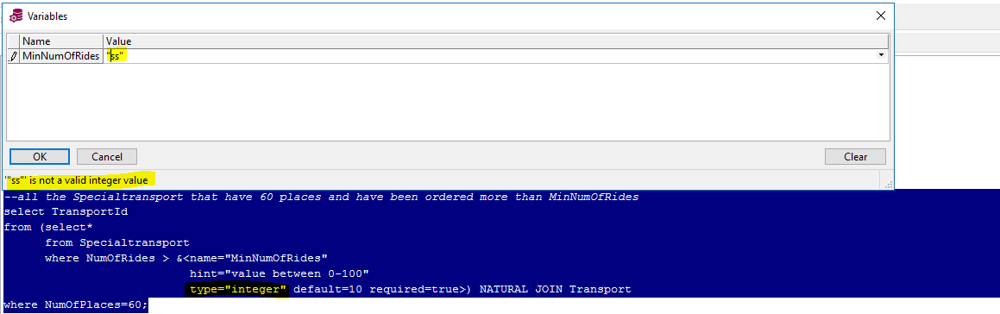 Variables
Name Value
MinNumOfRides "ss"
OK Cancel Clear
'"ss"' is not a valid integer value
--all the Specialtransport that have 60 places and have been ordered more than MinNumOfRides
select TransportId
from (select*
from Specialtransport
where NumOfRides > &<name="MinNumOfRides"
hint="value between 0-100"
type="integer" default=10 required=true>) NATURAL JOIN Transport
where NumOfPlaces=60;